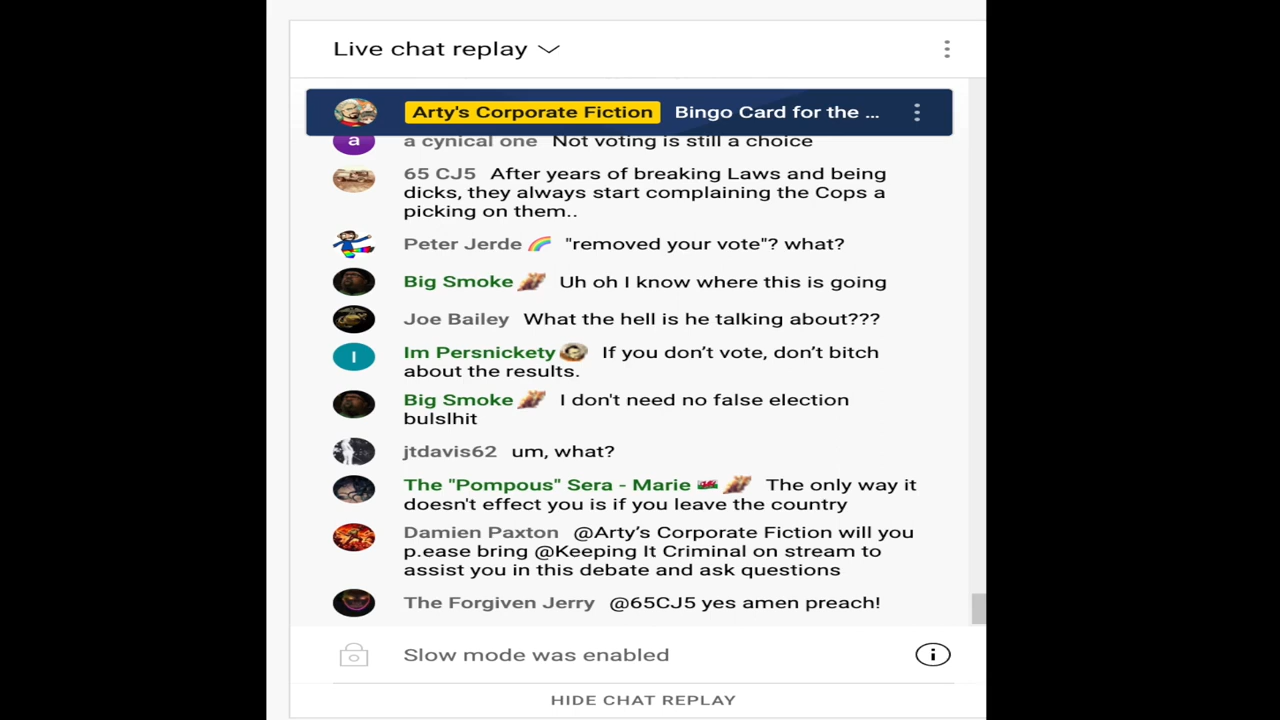 Live chat replay
Arty's Corporate Fiction Bingo Card for the ...
a
a cynical one Not voting is still a choice
65 CJ5 After years of breaking Laws and being
dicks, they always start complaining the Cops a
picking on them..
Peter Jerde 🌈 "removed your vote"? what?
Big Smoke Uh oh I know where this is going
Joe Bailey What the hell is he talking about???
I
Im Persnickety If you don’t vote, don’t bitch
about the results.
Big Smoke I don't need no false election
bulslhit
jtdavis62 um, what?
The "Pompous" Sera - Marie 🏴󠁧󠁢󠁷󠁬󠁳󠁿 The only way it
doesn't effect you is if you leave the country
Damien Paxton @Arty’s Corporate Fiction will you
p.ease bring @Keeping It Criminal on stream to
assist you in this debate and ask questions
The Forgiven Jerry @65CJ5 yes amen preach!
Slow mode was enabled
HIDE CHAT REPLAY